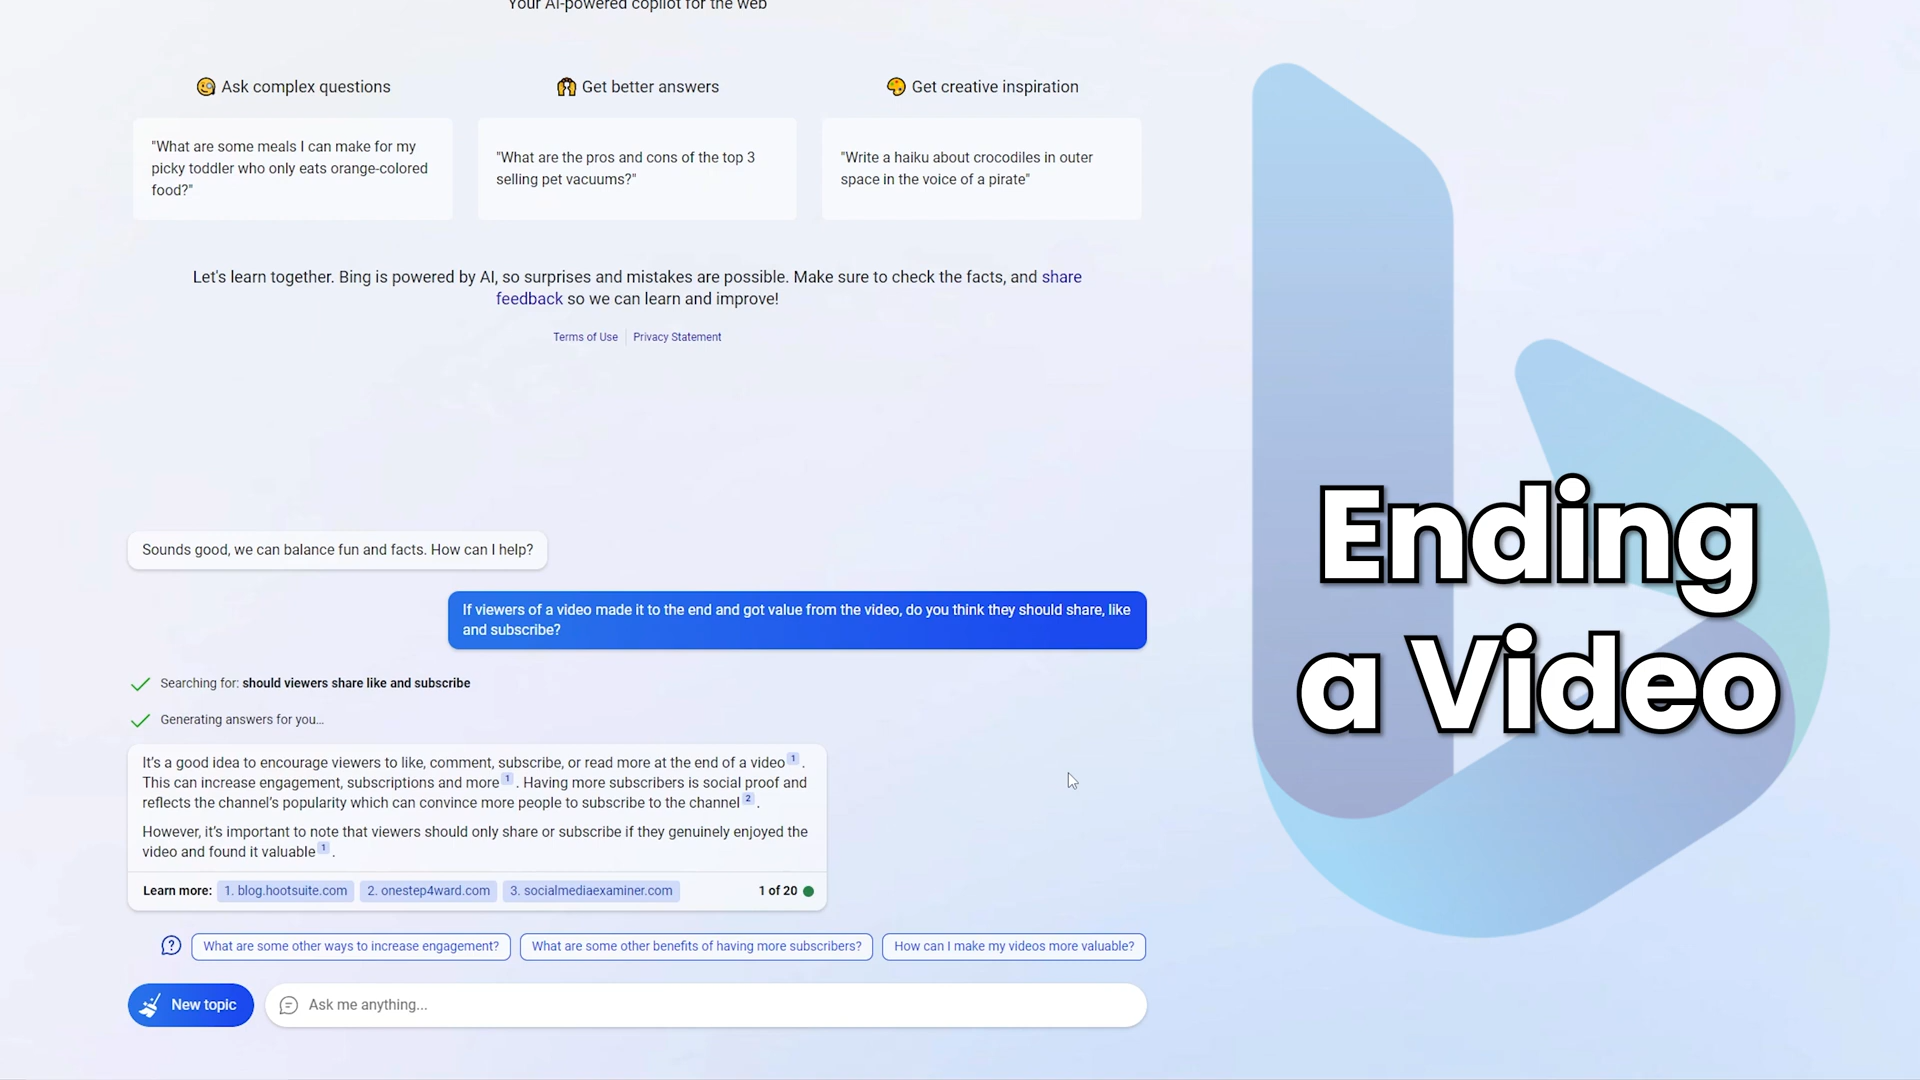 Your AI-powered copilot for the web
Ask complex questions
Get better answers
Get creative inspiration
"What are some meals I can make for my
picky toddler who only eats orange-colored
food?"
"What are the pros and cons of the top 3
selling pet vacuums?"
"Write a haiku about crocodiles in outer
space in the voice of a pirate"
Let's learn together. Bing is powered by AI, so surprises and mistakes are possible. Make sure to check the facts, and share
feedback so we can learn and improve!
Terms of Use Privacy Statement
Sounds good, we can balance fun and facts. How can I help?
If viewers of a video made it to the end and got value from the video, do you think they should share, like
and subscribe?
Searching for: should viewers share like and subscribe
Generating answers for you...
It's a good idea to encourage viewers to like, comment, subscribe, or read more at the end of a video 1 .
This can increase engagement, subscriptions and more 1 . Having more subscribers is social proof and
reflects the channel's popularity which can convince more people to subscribe to the channel 2 .
However, it's important to note that viewers should only share or subscribe if they genuinely enjoyed the
video and found it valuable 1 .
Learn more: 1. blog.hootsuite.com 2. onestep4ward.com 3. socialmediaexaminer.com 1 of 20
What are some other ways to increase engagement? What are some other benefits of having more subscribers? How can I make my videos more valuable?
New topic
Ask me anything...
Ending
a Video